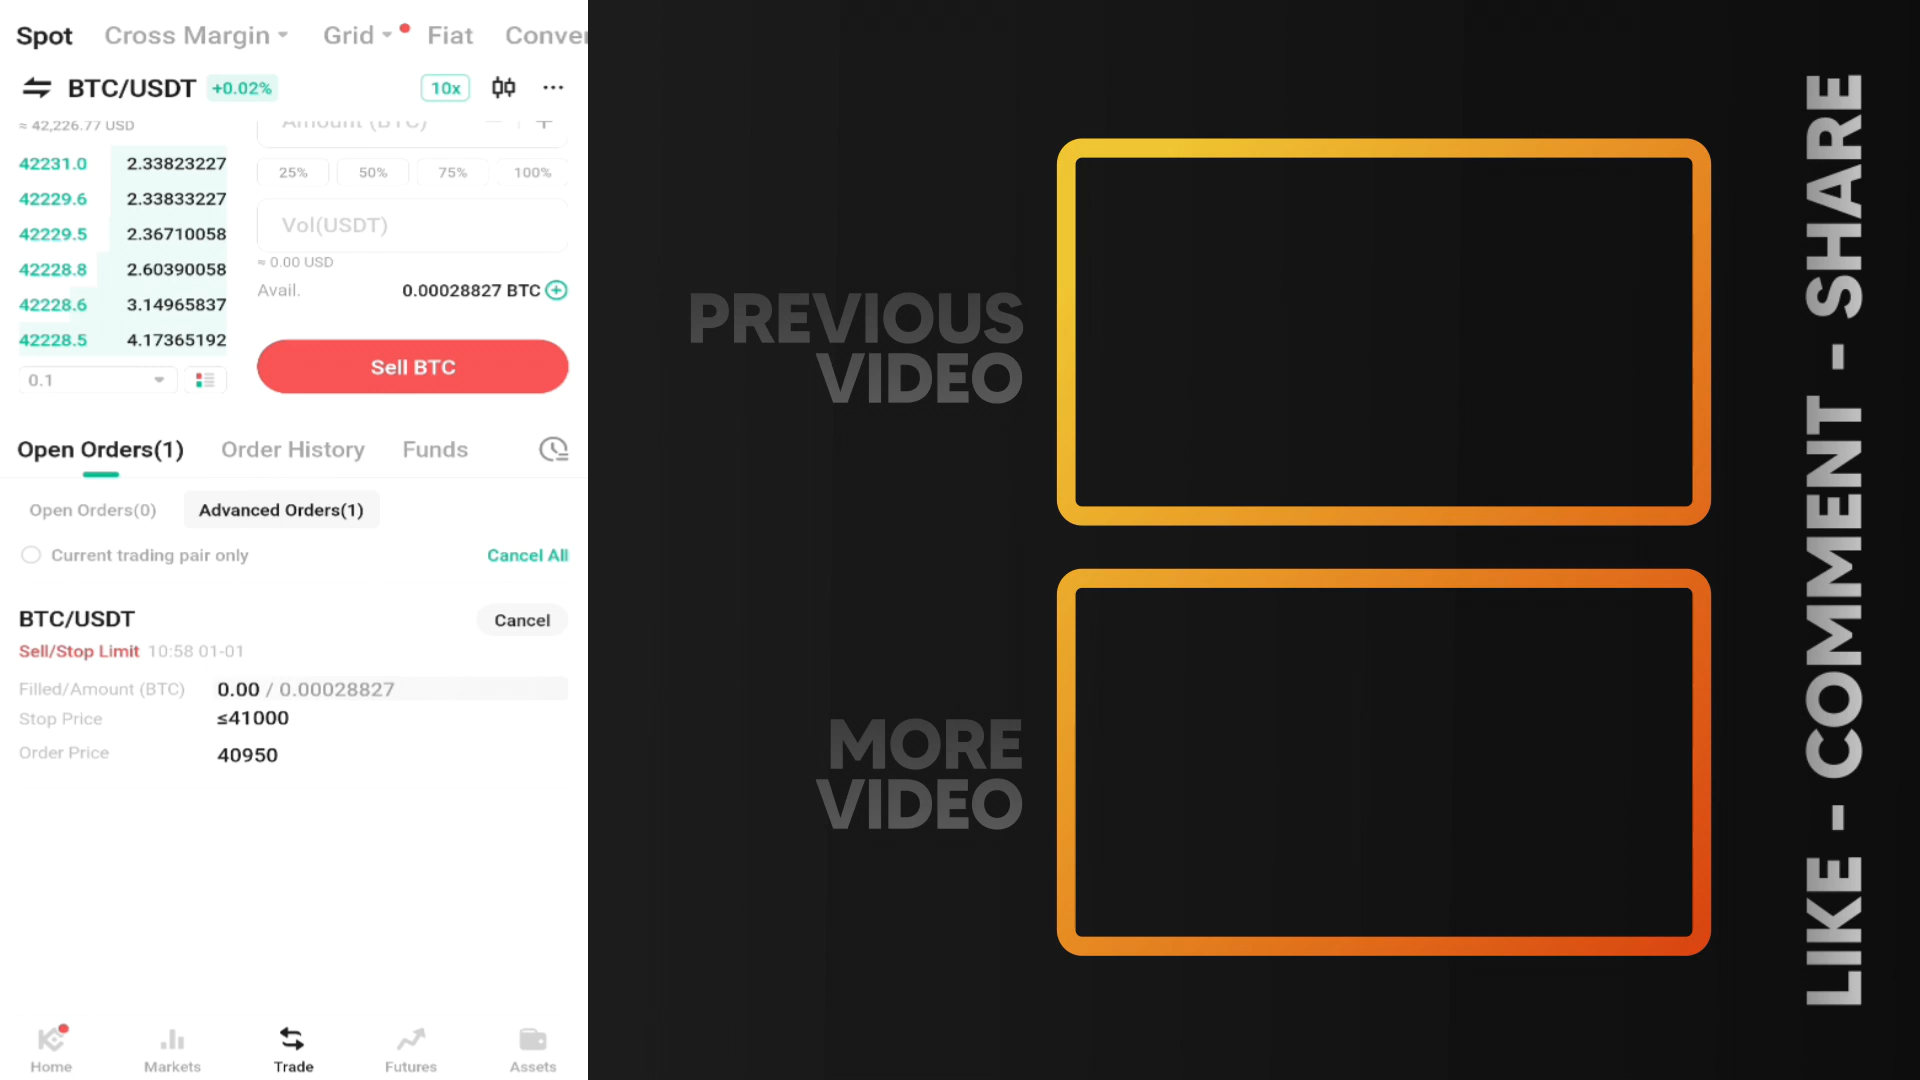 Spot Cross Margin Grid Fiat Conver
BTC/USDT +0.02% 10x ...
≈ 42,226.77 USD
Amount (BTC)
42231.0 2.33823227
42229.6 2.33833227
42229.5 2.36710058
42228.8 2.60390058
42228.6 3.14965837
42228.5 4.17365192
0.1
25% 50% 75% 100%
Vol(USDT)
≈ 0.00 USD
Avail. 0.00028827 BTC
Sell BTC
Open Orders(1) Order History Funds
Open Orders(0) Advanced Orders(1)
Current trading pair only Cancel All
BTC/USDT Cancel
Sell/Stop Limit 10:58 01-01
Filled/Amount (BTC) 0.00 / 0.00028827
Stop Price ≤41000
Order Price 40950
Home Markets Trade Futures Assets
PREVIOUS
VIDEO
MORE
VIDEO
LIKE - COMMENT - SHARE